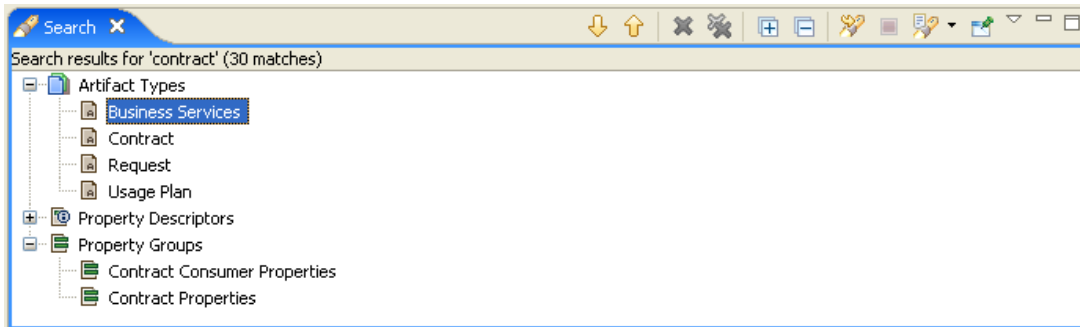 Search
Search results for 'contract' (30 matches)
Artifact Types
Business Services
Contract
Request
Usage Plan
Property Descriptors
Property Groups
Contract Consumer Properties
Contract Properties